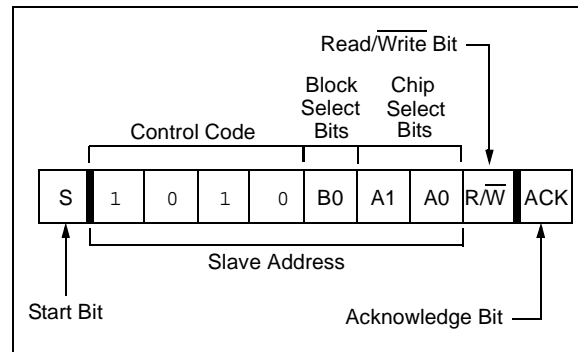 Read/Write Bit
Block Select Bits
Chip Select Bits
Control Code
S 1 0 1 0 B0 A1 A0 R/W ACK
Slave Address
Start Bit
Acknowledge Bit